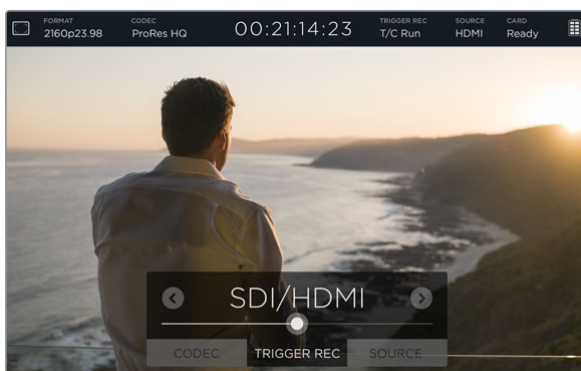 FORMAT
2160p23.98
CODEC
ProRes HQ
00:21:14:23
TRIGGER REC
T/C Run
SOURCE
HDMI
CARD
Ready
SDI/HDMI
CODEC
TRIGGER REC
SOURCE